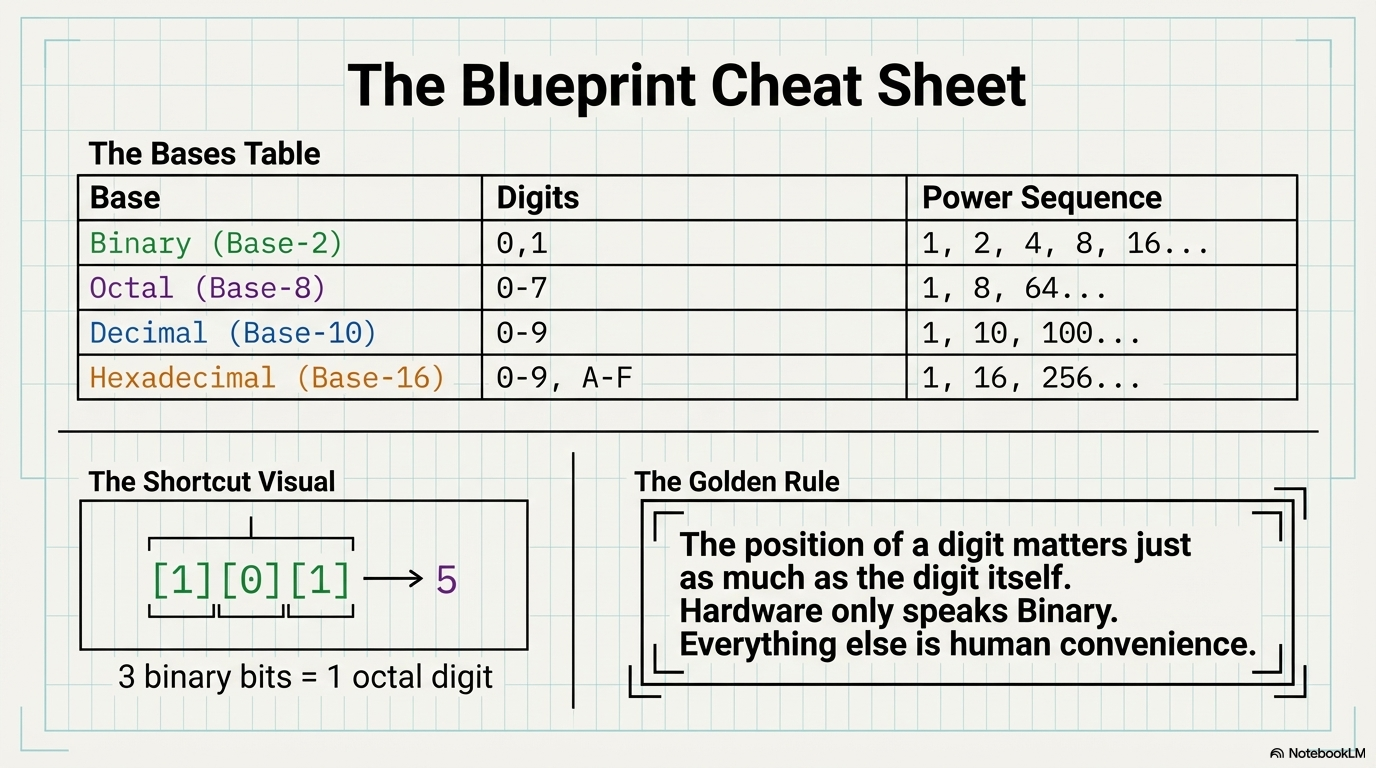 The Blueprint Cheat Sheet
The Bases Table
Base Digits Power Sequence
Binary (Base-2) 0,1 1, 2, 4, 8, 16...
Octal (Base-8) 0-7 1, 8, 64...
Decimal (Base-10) 0-9 1, 10, 100...
Hexadecimal (Base-16) 0-9, A-F 1, 16, 256...
The Shortcut Visual
[1][0][1] → 5
3 binary bits = 1 octal digit
The Golden Rule
The position of a digit matters just
as much as the digit itself.
Hardware only speaks Binary.
Everything else is human convenience.
NotebookLM